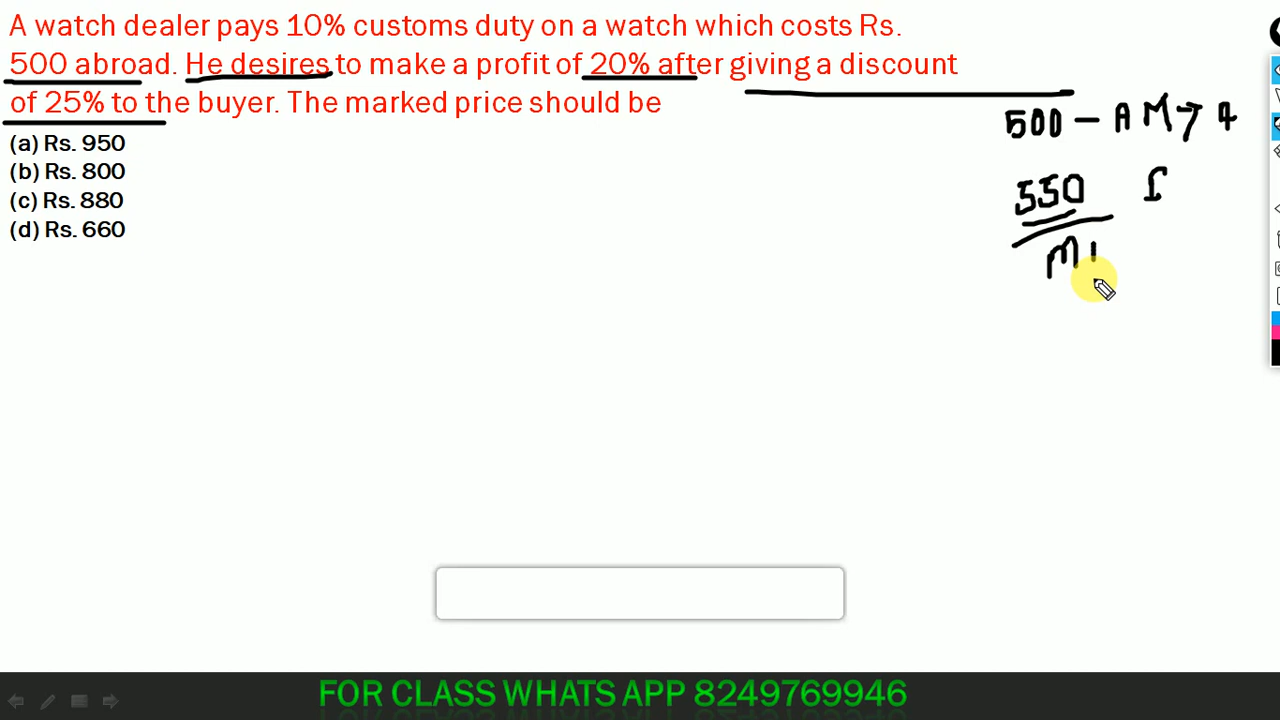 A watch dealer pays 10% customs duty on a watch which costs Rs.
500 abroad. He desires to make a profit of 20% after giving a discount
of 25% to the buyer. The marked price should be
(a) Rs. 950
(b) Rs. 800
(c) Rs. 880
(d) Rs. 660
500 –
550 I
FOR CLASS WHATS APP 8249769946